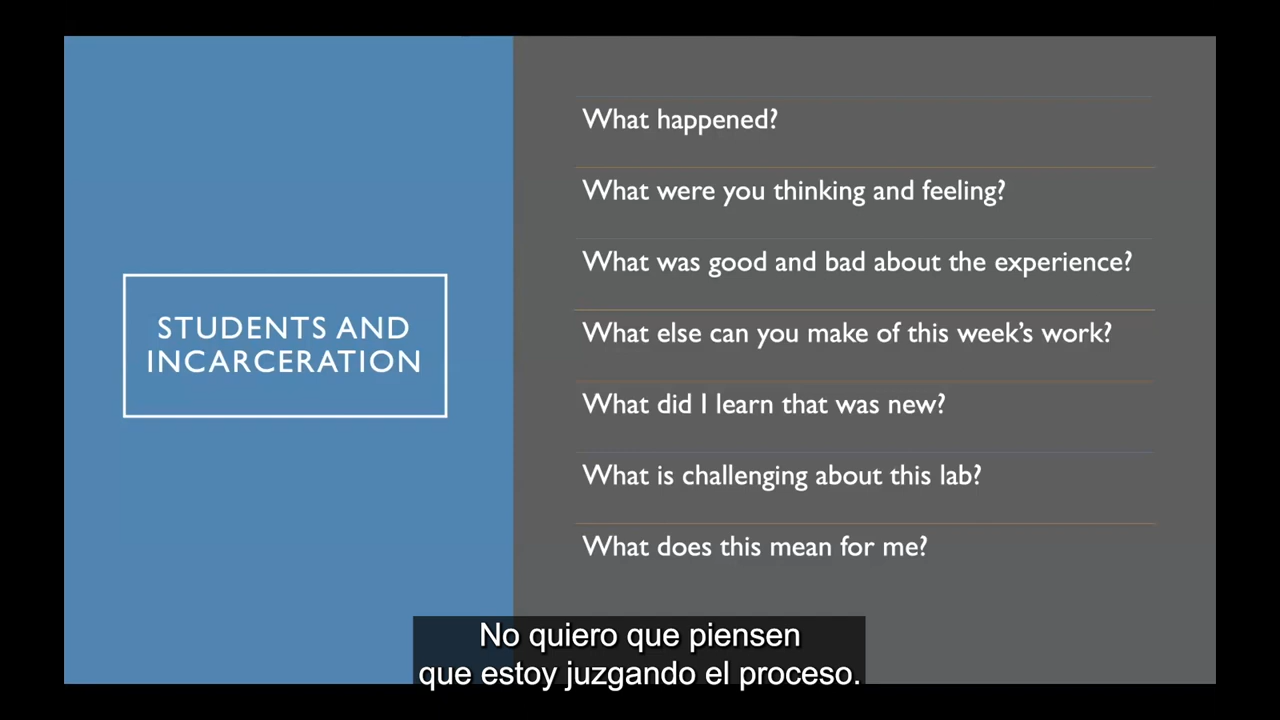 STUDENTS AND
INCARCERATION
What happened?
What were you thinking and feeling?
What was good and bad about the experience?
What else can you make of this week's work?
What did I learn that was new?
What is challenging about this lab?
What does this mean for me?
No quiero que piensen
que estoy juzgando el proceso.